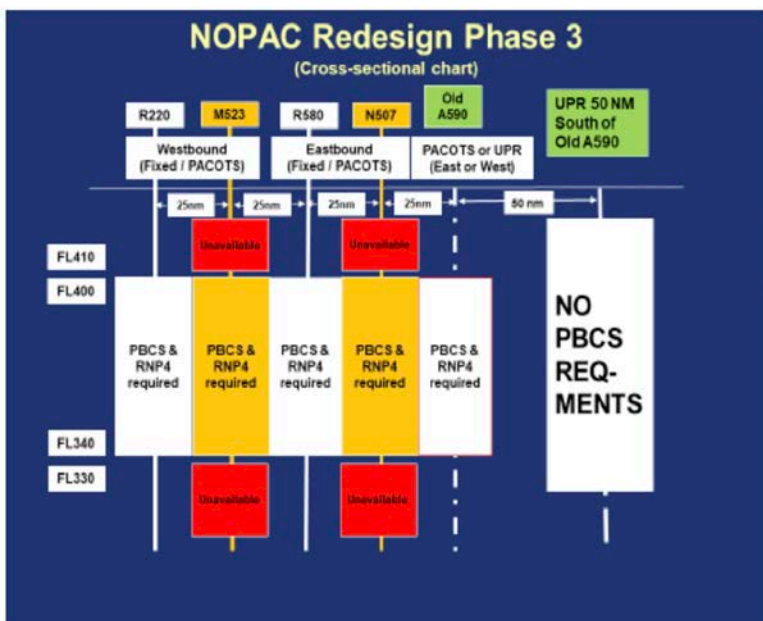 NOPAC Redesign Phase 3
(Cross-sectional chart)
R220
M523
R580
N507
Old
A590
UPR 50 NM
South of
Old A590
Westbound
(Fixed / PACOTS)
Eastbound
(Fixed / PACOTS)
PACOTS or UPR
(East or West)
25nm
25nm
25nm
25nm
50 nm
FL410
Unavailable
Unavailable
FL400
PBCS &
RNP4
required
PBCS &
RNP4
required
PBCS &
RNP4
required
PBCS &
RNP4
required
PBCS &
RNP4
required
NO
PBCS
REQ-
MENTS
FL340
FL330
Unavailable
Unavailable